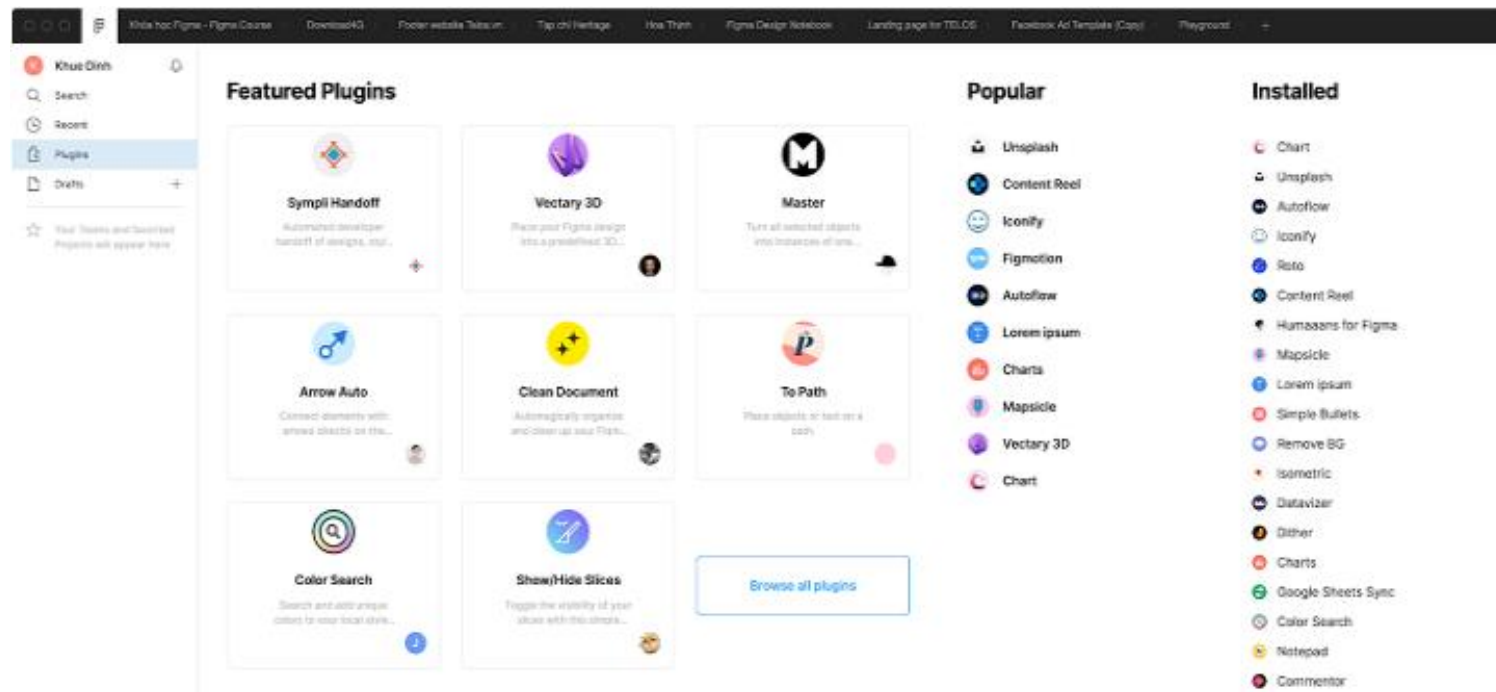 Khóa học Figma - Figma Course
Download4G
Footer website Telos.vn
Tạp chí Heritage
Hoa Thinh
Figma Design Notebook
Landing page for TELOS
Facebook Ad Template (Copy)
Playground
Khue Dinh
Search
Recent
Plugins
Drafts
Your Teams and favorited
Projects will appear here
Featured Plugins
Sympli Handoff
Automated developer
handoff of designs, styl...
Vectary 3D
Place your Figma design
into a predefined 3D...
Master
Turn all selected objects
into instances of one...
Arrow Auto
Connect elements with
arrows directly on the...
Clean Document
Automagically organize
and clean up your Figm...
To Path
Place objects or text on a
path
Color Search
Search and add unique
colors to your local style...
Show/Hide Slices
Toggle the visibility of your
slices with this simple...
Browse all plugins
Popular
Unsplash
Content Reel
Iconify
Figmotion
Autoflow
Lorem ipsum
Charts
Mapsicle
Vectary 3D
Chart
Installed
Chart
Unsplash
Autoflow
Iconify
Roto
Content Reel
Humaaans for Figma
Mapsicle
Lorem ipsum
Simple Bullets
Remove BG
Isometric
Datavizer
Dither
Charts
Google Sheets Sync
Color Search
Notepad
Commentor